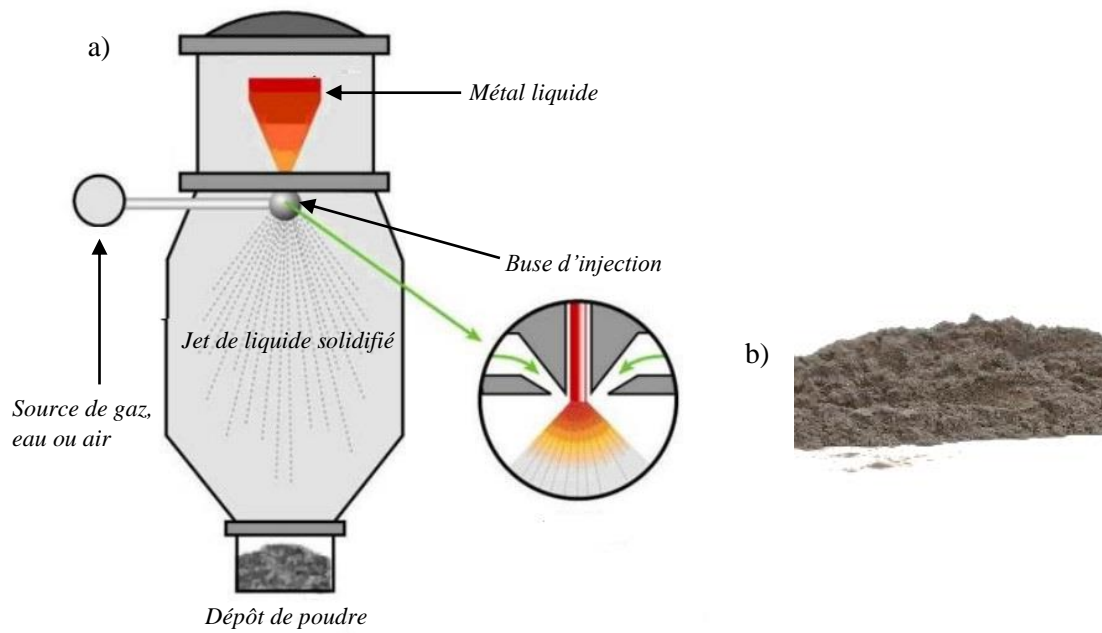 a)
Métal liquide
Buse d’injection
Jet de liquide solidifié
Source de gaz,
eau ou air
Dépôt de poudre
b)